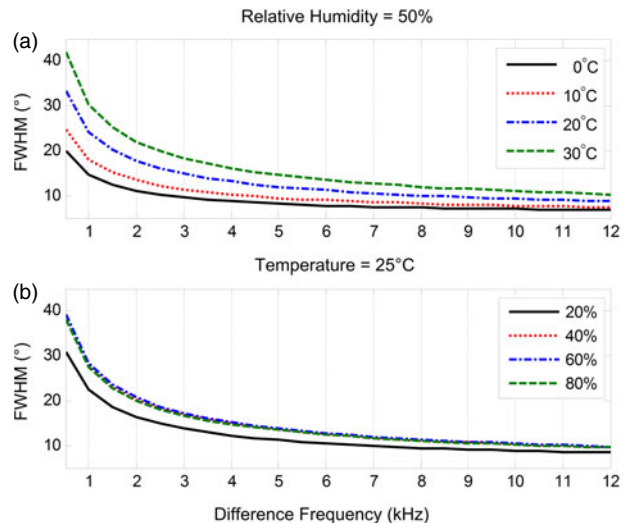 Relative Humidity = 50%
(a)
FWHM (°)
40
30
20
10
0°C
10°C
20°C
30°C
1 2 3 4 5 6 7 8 9 10 11 12
Temperature = 25°C
(b)
FWHM (°)
40
30
20
10
20%
40%
60%
80%
1 2 3 4 5 6 7 8 9 10 11 12
Difference Frequency (kHz)